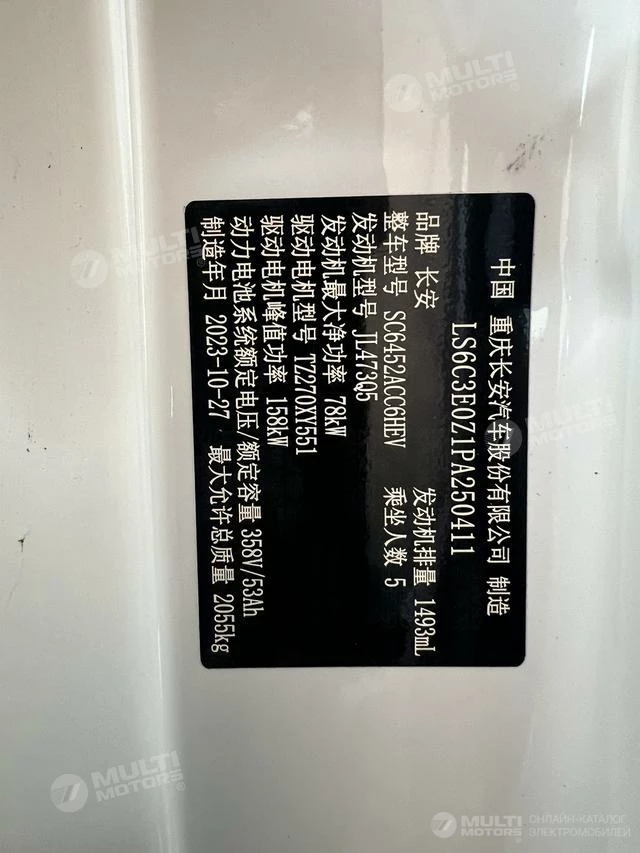 中国 重庆长安汽车股份有限公司 制造
LS6C3E0Z1PA250411
品牌 长安 发动机排量 1493mL
整车型号 SC6452ACC6HEV 乘坐人数 5
发动机型号 JL473Q5
发动机最大净功率 78kW
驱动电机型号 TZ270XY551
驱动电机峰值功率 158kW
动力电池系统额定电压/额定容量 358V/53Ah
制造年月 2023-10-27 最大允许总质量 2055kg
MULTI
MOTORS®
MULTI
MOTORS®
MULTI
MOTORS®
MULTI
MOTORS®
ОНЛАЙН-КАТАЛОГ
ЭЛЕКТРОМОБИЛЕЙ